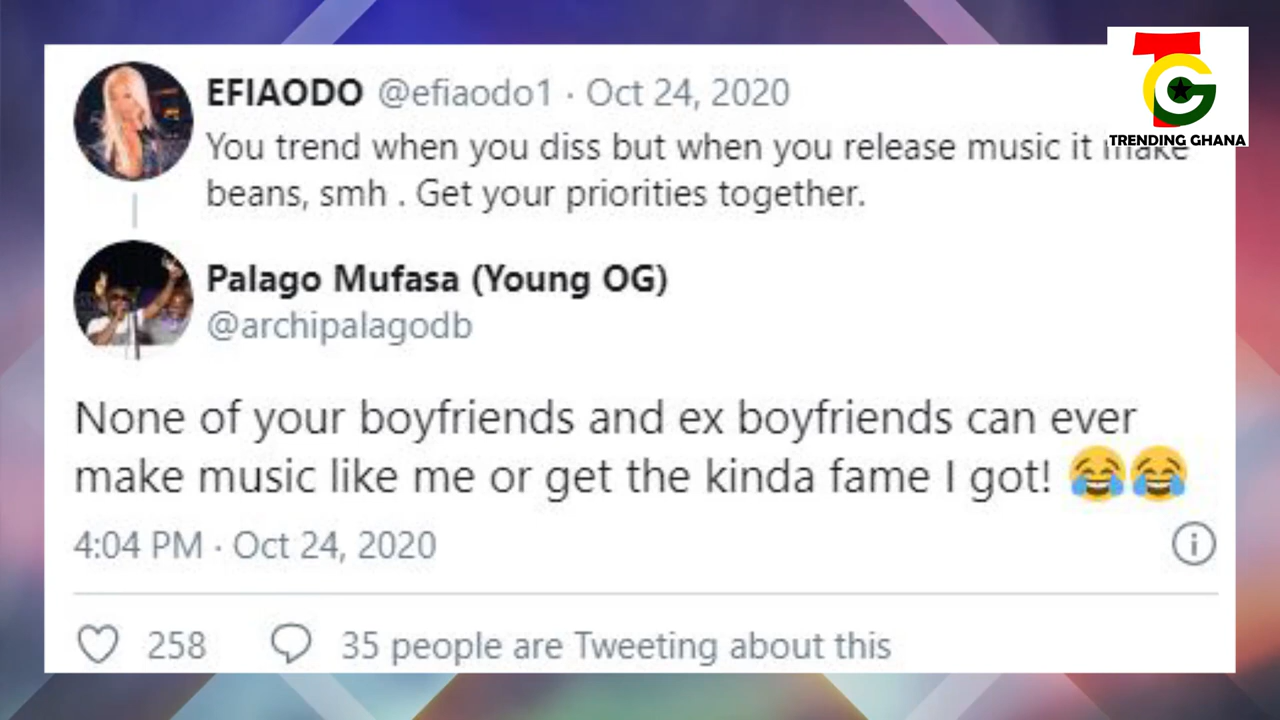 EFIAODO @efiaodo1 · Oct 24, 2020
You trend when you diss but when you release music it make
beans, smh . Get your priorities together.
TG
TRENDING GHANA
Palago Mufasa (Young OG)
@archipalagodb
None of your boyfriends and ex boyfriends can ever
make music like me or get the kinda fame I got! 😂😂
4:04 PM · Oct 24, 2020
258 35 people are Tweeting about this